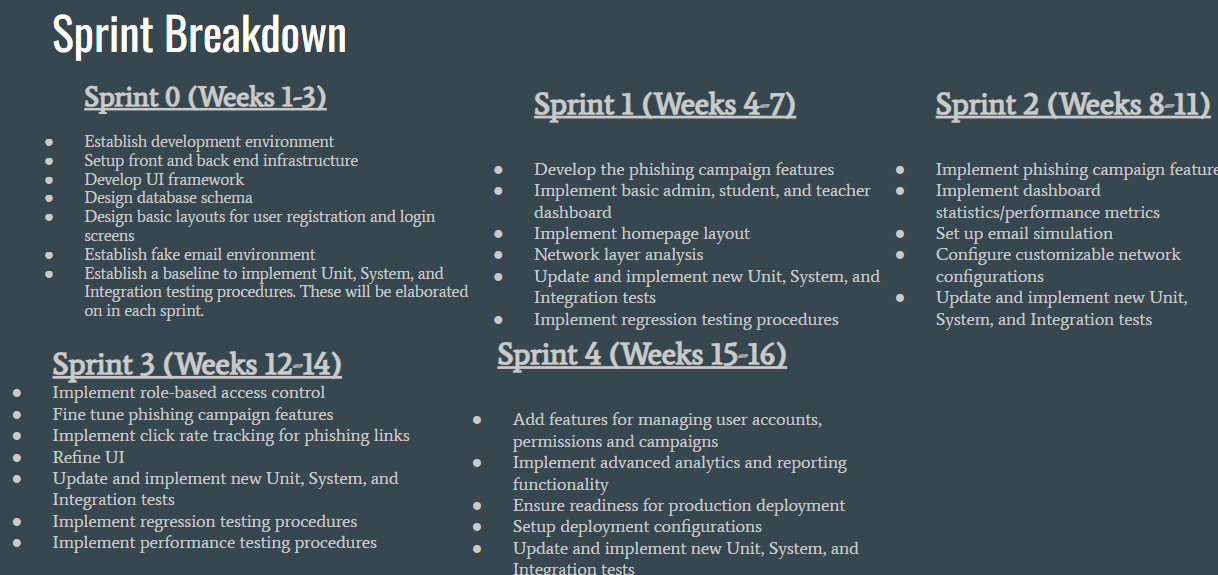 Sprint Breakdown
Sprint 0 (Weeks 1-3)
Establish development environment
Setup front and back end infrastructure
Develop UI framework
Design database schema
Design basic layouts for user registration and login
screens
Establish fake email environment
Establish a baseline to implement Unit, System, and
Integration testing procedures. These will be elaborated
on in each sprint.
Sprint 1 (Weeks 4-7)
Develop the phishing campaign features
Implement basic admin, student, and teacher
dashboard
Implement homepage layout
Network layer analysis
Update and implement new Unit, System, and
Integration tests
Implement regression testing procedures
Sprint 2 (Weeks 8-11)
Implement phishing campaign feature
Implement dashboard
statistics/performance metrics
Set up email simulation
Configure customizable network
configurations
Update and implement new Unit,
System, and Integration tests
Sprint 3 (Weeks 12-14)
Implement role-based access control
Fine tune phishing campaign features
Implement click rate tracking for phishing links
Refine UI
Update and implement new Unit, System, and
Integration tests
Implement regression testing procedures
Implement performance testing procedures
Sprint 4 (Weeks 15-16)
Add features for managing user accounts,
permissions and campaigns
Implement advanced analytics and reporting
functionality
Ensure readiness for production deployment
Setup deployment configurations
Update and implement new Unit, System, and
Integration tests